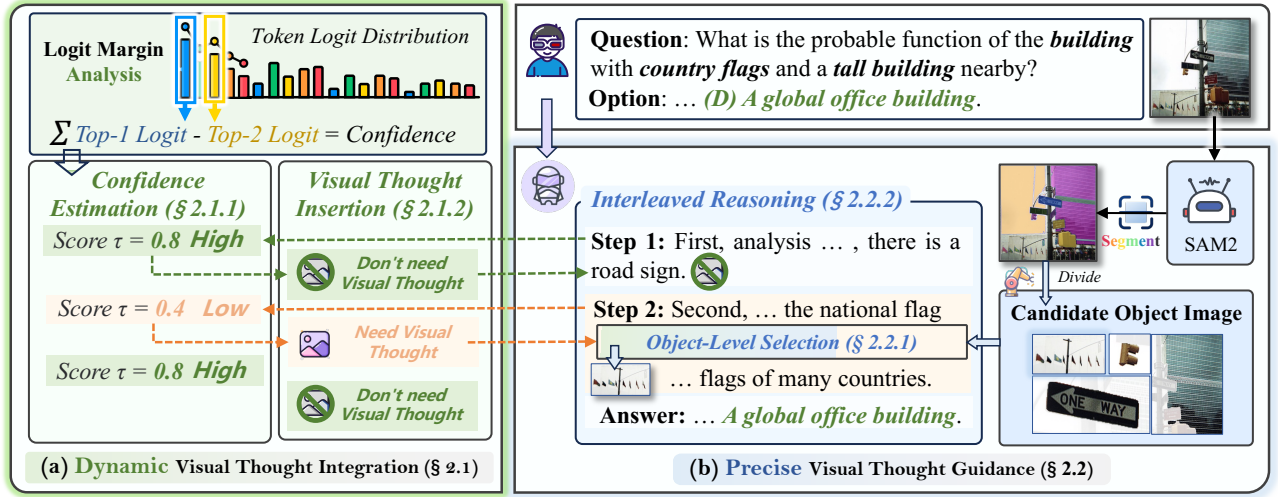 Logit Margin
Analysis
Token Logit Distribution
∑ Top-1 Logit - Top-2 Logit = Confidence
Confidence
Estimation (§ 2.1.1)
Score τ = 0.8 High
Score τ = 0.4 Low
Score τ = 0.8 High
Visual Thought
Insertion (§ 2.1.2)
Don't need
Visual Thought
Need Visual
Thought
Don't need
Visual Thought
(a) Dynamic Visual Thought Integration (§ 2.1)
Question: What is the probable function of the building
with country flags and a tall building nearby?
Option: … (D) A global office building.
Interleaved Reasoning (§ 2.2.2)
Step 1: First, analysis … , there is a
road sign.
Step 2: Second, … the national flag
Object-Level Selection (§ 2.2.1)
… flags of many countries.
Answer: … A global office building.
Segment
SAM2
Divide
Candidate Object Image
ONE WAY
(b) Precise Visual Thought Guidance (§ 2.2)